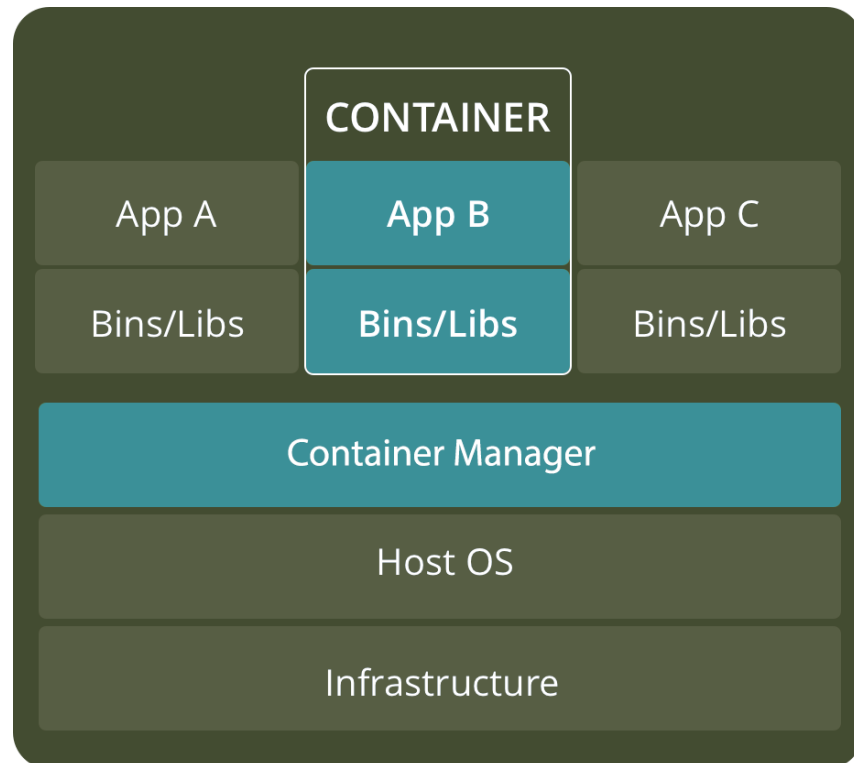 CONTAINER
App A
App B
App C
Bins/Libs
Bins/Libs
Bins/Libs
Container Manager
Host OS
Infrastructure